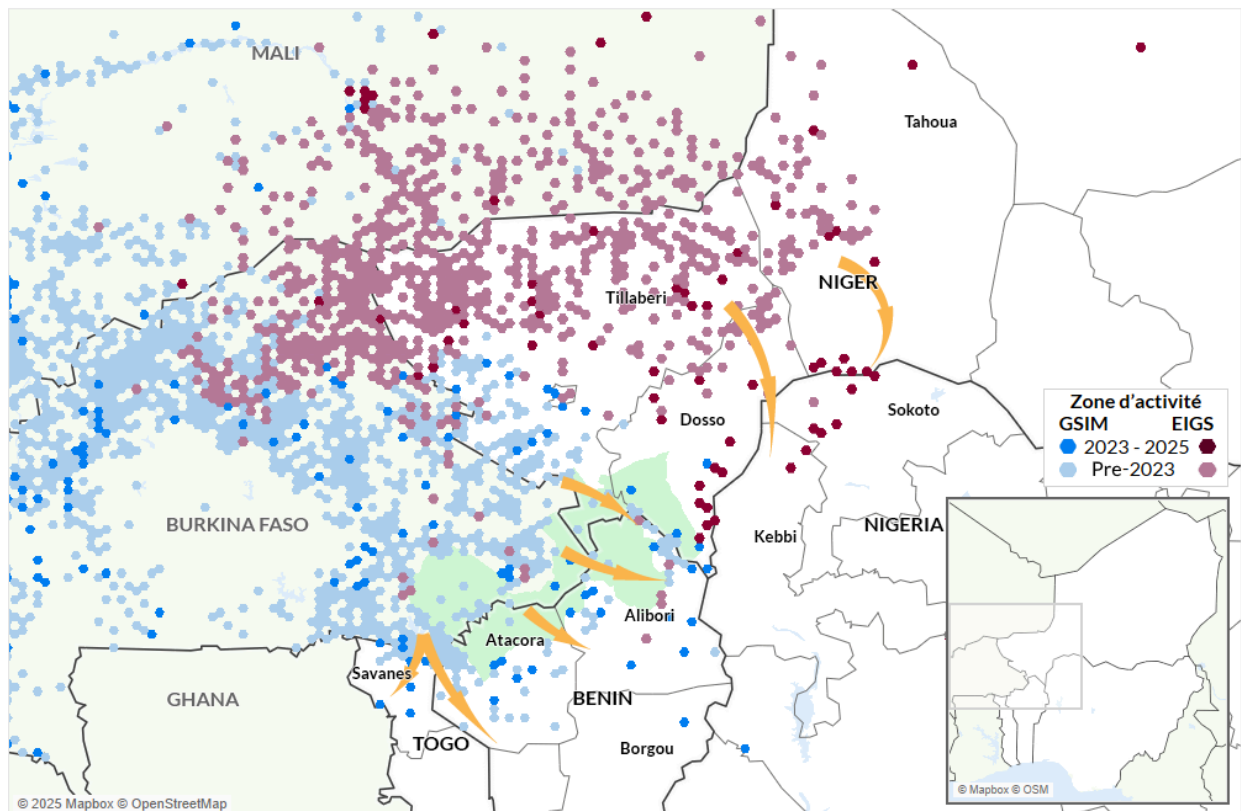 MALI
Tahoua
Tillaberi
NIGER
Dosso
Sokoto
Zone d’activité
GSIM EIGS
2023 - 2025
Pre-2023
BURKINA FASO
Kebbi
NIGERIA
Alibori
Atacora
Savanes
GHANA
BENIN
TOGO
Borgou
© Mapbox © OSM
© 2025 Mapbox © OpenStreetMap